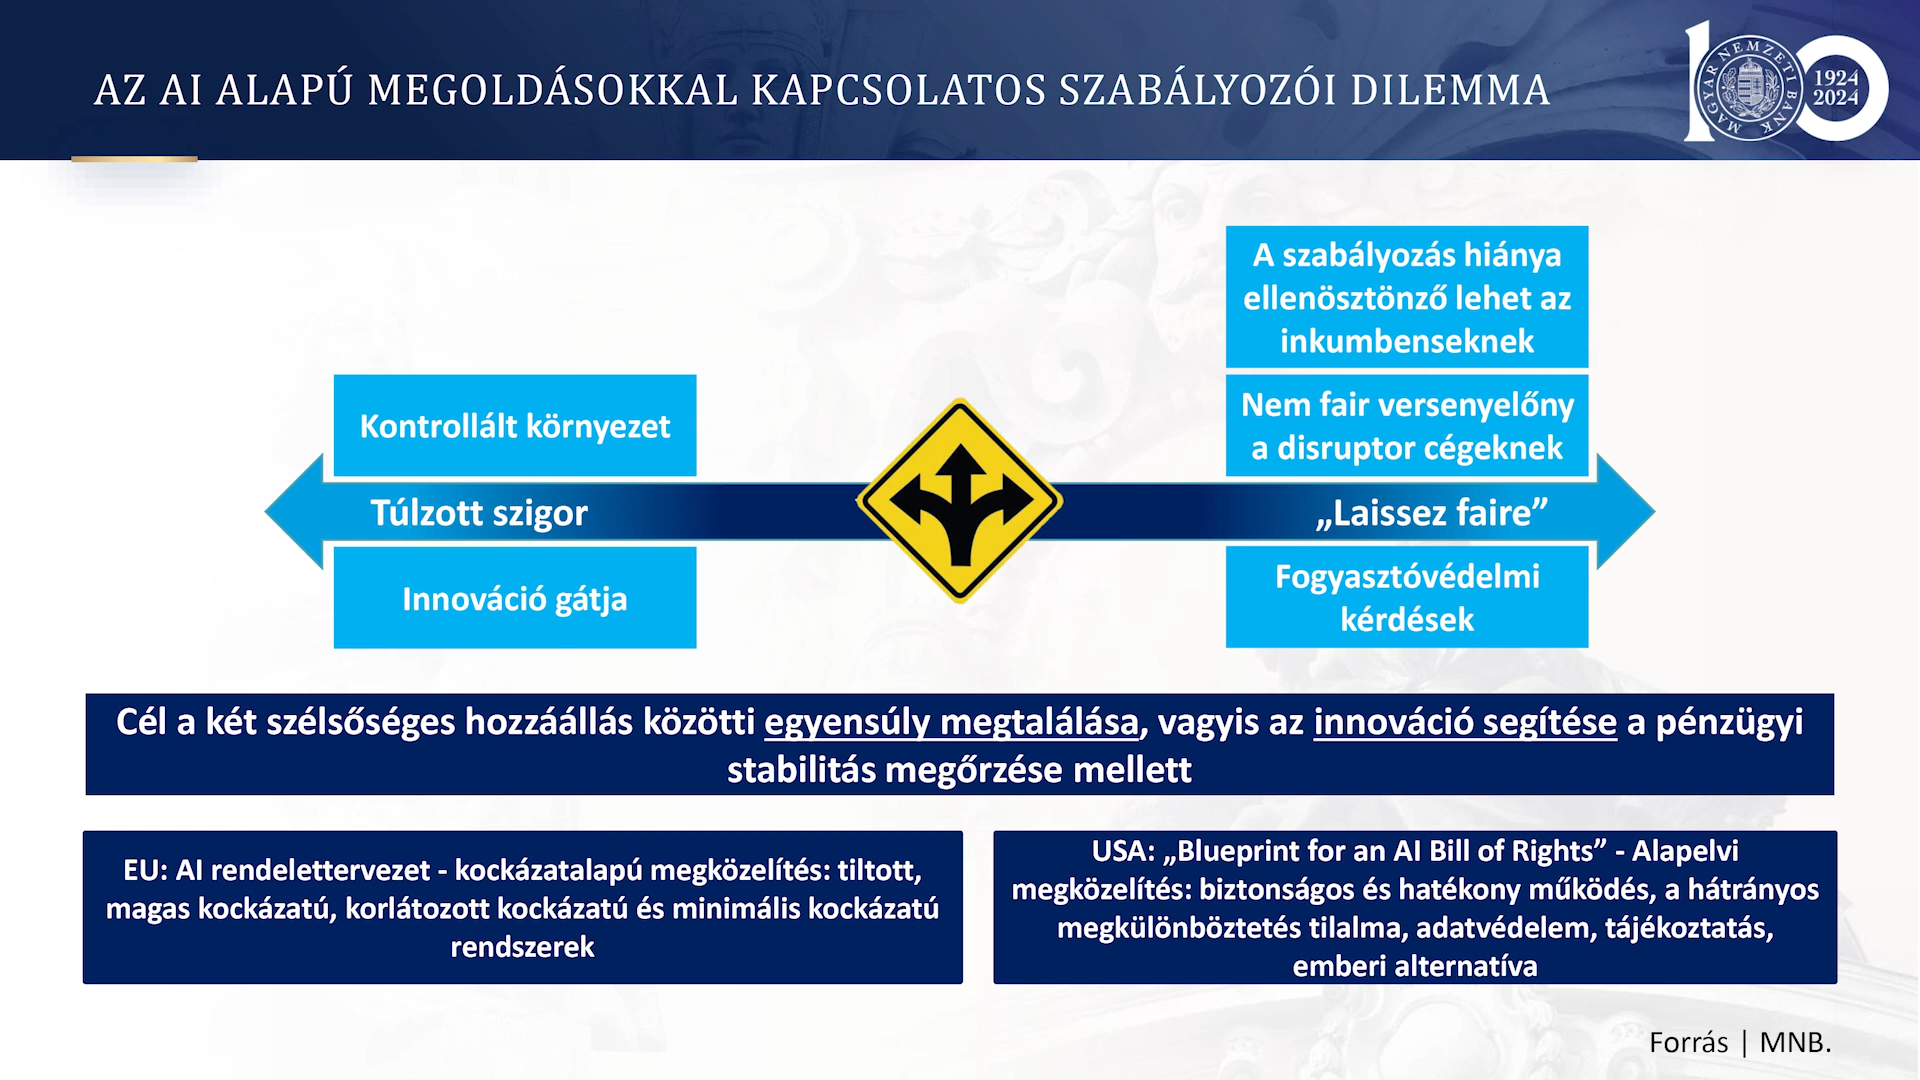 AZ AI ALAPÚ MEGOLDÁSOKKAL KAPCSOLATOS SZABÁLYOZÓI DILEMMA
MAGYAR NEMZETI BANK
1924
2024
A szabályozás hiánya
ellenösztönző lehet az
inkumbenseknek
Kontrollált környezet
Nem fair versenyelőny
a disruptor cégeknek
Túlzott szigor
„Laissez faire”
Innováció gátja
Fogyasztóvédelmi
kérdések
Cél a két szélsőséges hozzáállás közötti egyensúly megtalálása, vagyis az innováció segítése a pénzügyi
stabilitás megőrzése mellett
EU: AI rendelettervezet - kockázatalapú megközelítés: tiltott,
magas kockázatú, korlátozott kockázatú és minimális kockázatú
rendszerek
USA: „Blueprint for an AI Bill of Rights” - Alapelvi
megközelítés: biztonságos és hatékony működés, a hátrányos
megkülönböztetés tilalma, adatvédelem, tájékoztatás,
emberi alternatíva
Forrás | MNB.